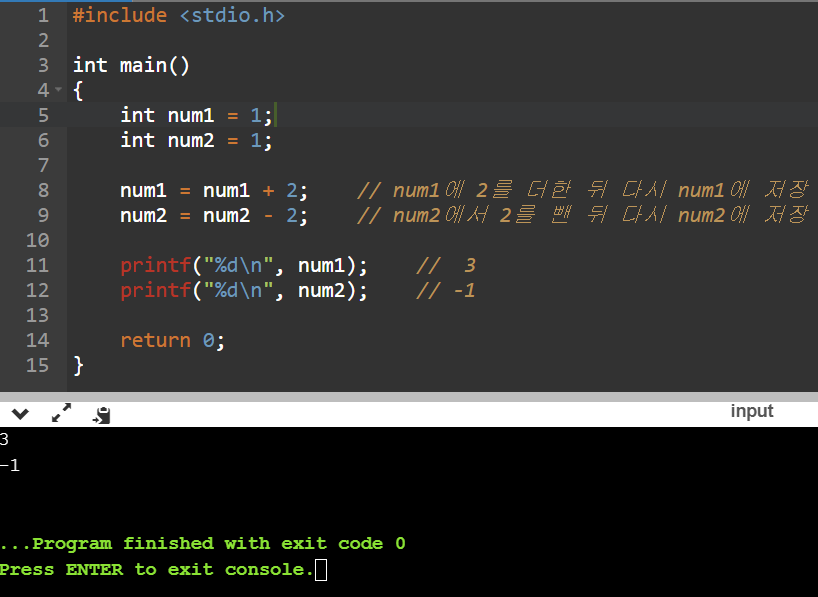 1 #include <stdio.h>
2
3 int main()
4 {
5     int num1 = 1;
6     int num2 = 1;
7
8     num1 = num1 + 2;    // num1에 2를 더한 뒤 다시 num1에 저장
9     num2 = num2 - 2;    // num2에서 2를 뺀 뒤 다시 num2에 저장
10
11     printf("%d\n", num1);    //  3
12     printf("%d\n", num2);    // -1
13
14     return 0;
15 }
input
3
-1
...Program finished with exit code 0
Press ENTER to exit console.